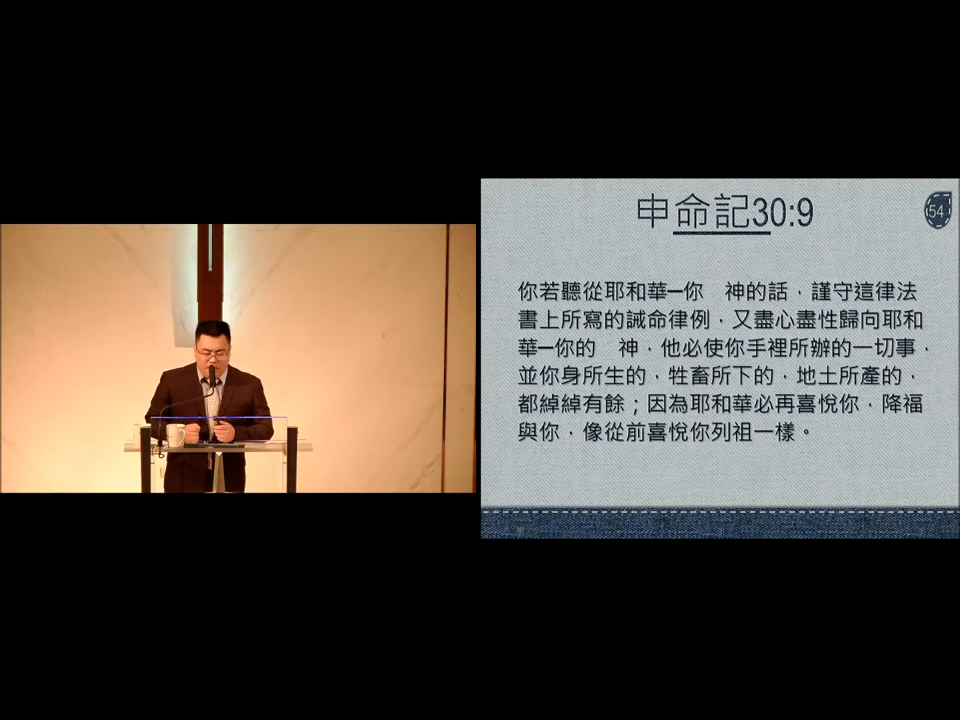 申命記30:9
54
你若聽從耶和華─你　神的話，謹守這律法
書上所寫的誡命律例，又盡心盡性歸向耶和
華─你的　神，他必使你手裡所辦的一切事，
並你身所生的，牲畜所下的，地土所產的，
都綽綽有餘；因為耶和華必再喜悅你，降福
與你，像從前喜悅你列祖一樣。